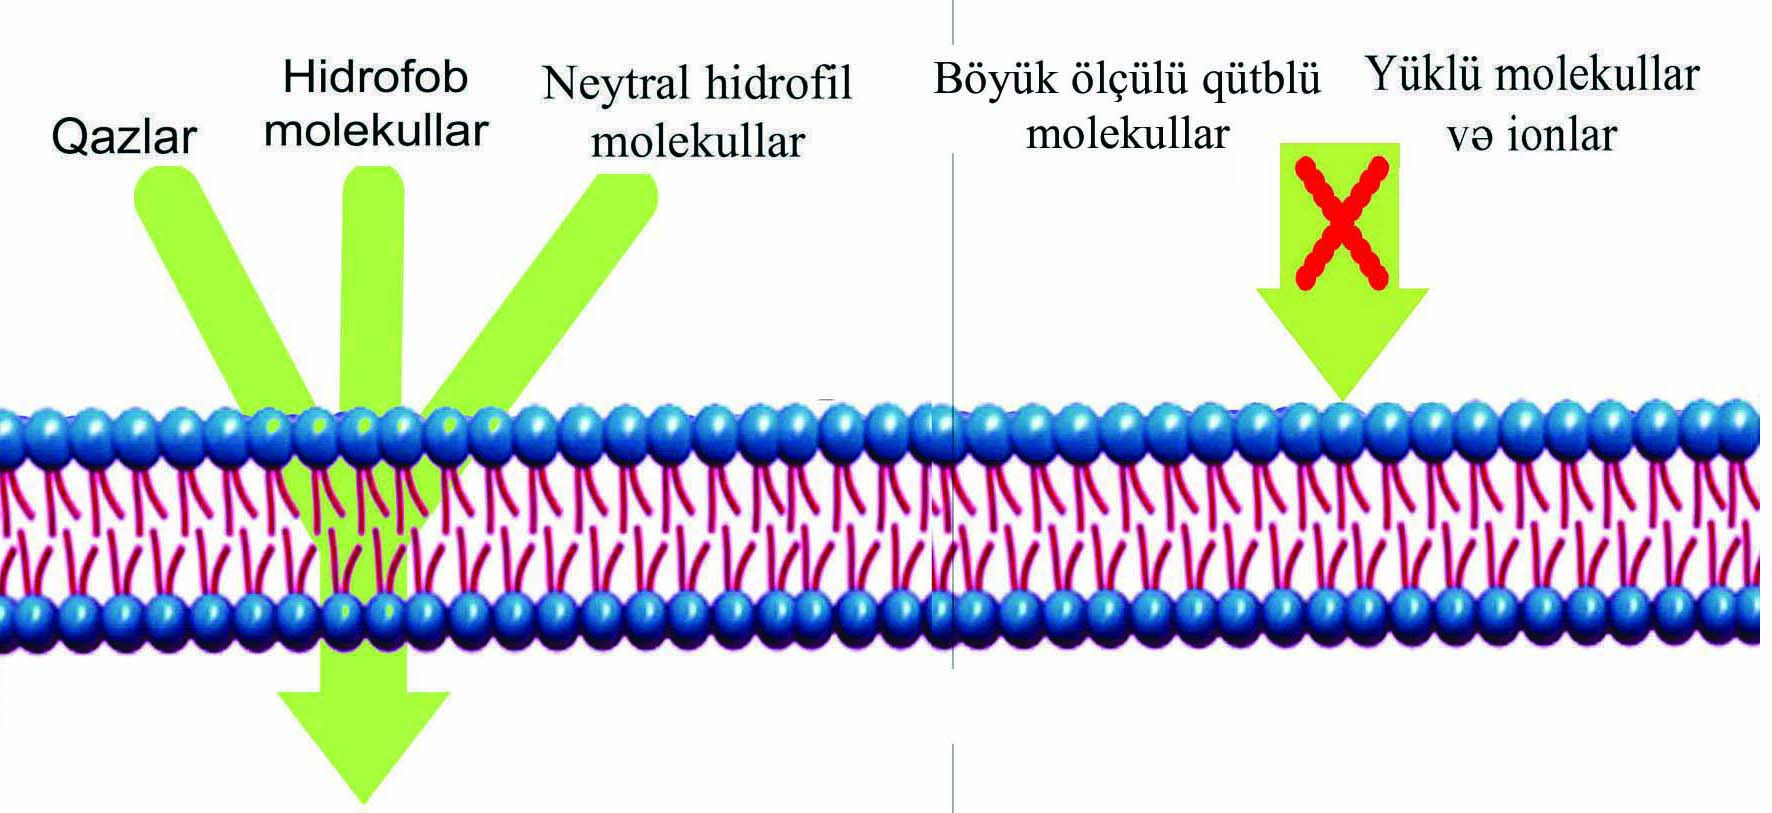 Qazlar
Hidrofob
molekullar
Neytral hidrofil
molekullar
Böyük ölçülü qütblü
molekullar
Yüklü molekullar
və ionlar